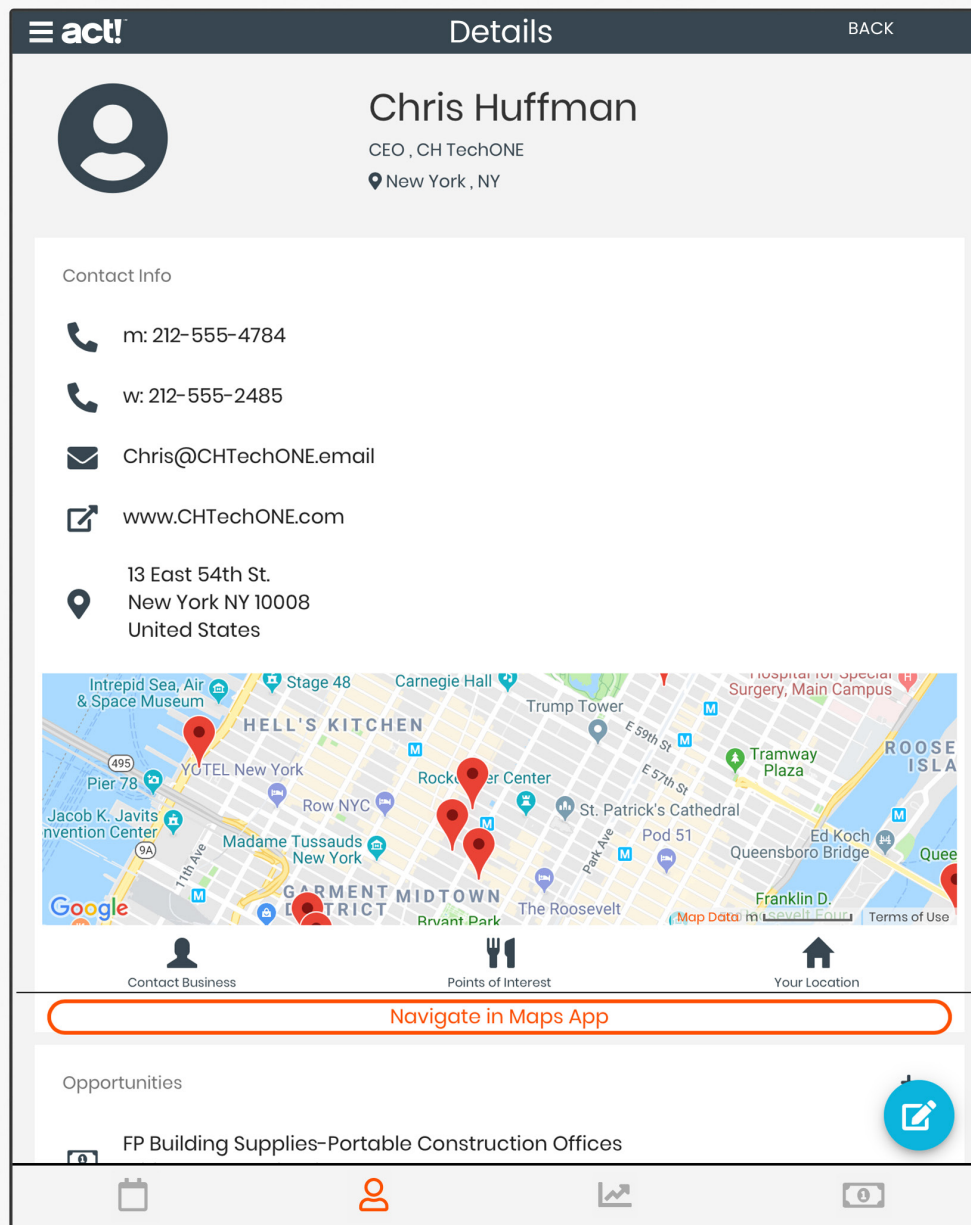 act!
Details
BACK
Chris Huffman
CEO , CH TechONE
New York , NY
Contact Info
m: 212-555-4784
w: 212-555-2485
Chris@CHTechONE.email
www.CHTechONE.com
13 East 54th St.
New York NY 10008
United States
Intrepid Sea, Air
& Space Museum
Stage 48
Carnegie Hall
Trump Tower
Surgery, Main Campus
HELL'S KITCHEN
M
E 59th St
M
495
Pier 78
YOTEL New York
M
Tramway
Plaza
ROOSE
ISLA
E 57th St
Center
Row NYC
St. Patrick's Cathedral
Jacob K. Javits
nvention Center
9A
Madame Tussauds
New York
M
Park Ave
Pod 51
M
M
Ed Koch
Queensboro Bridge
Quee
11th Ave
M
GARMENT
MIDTOWN
The Roosevelt
Franklin D.
Google
Bryant Park
Map Data
Terms of Use
Contact Business
Points of Interest
Your Location
Navigate in Maps App
Opportunities
FP Building Supplies-Portable Construction Offices